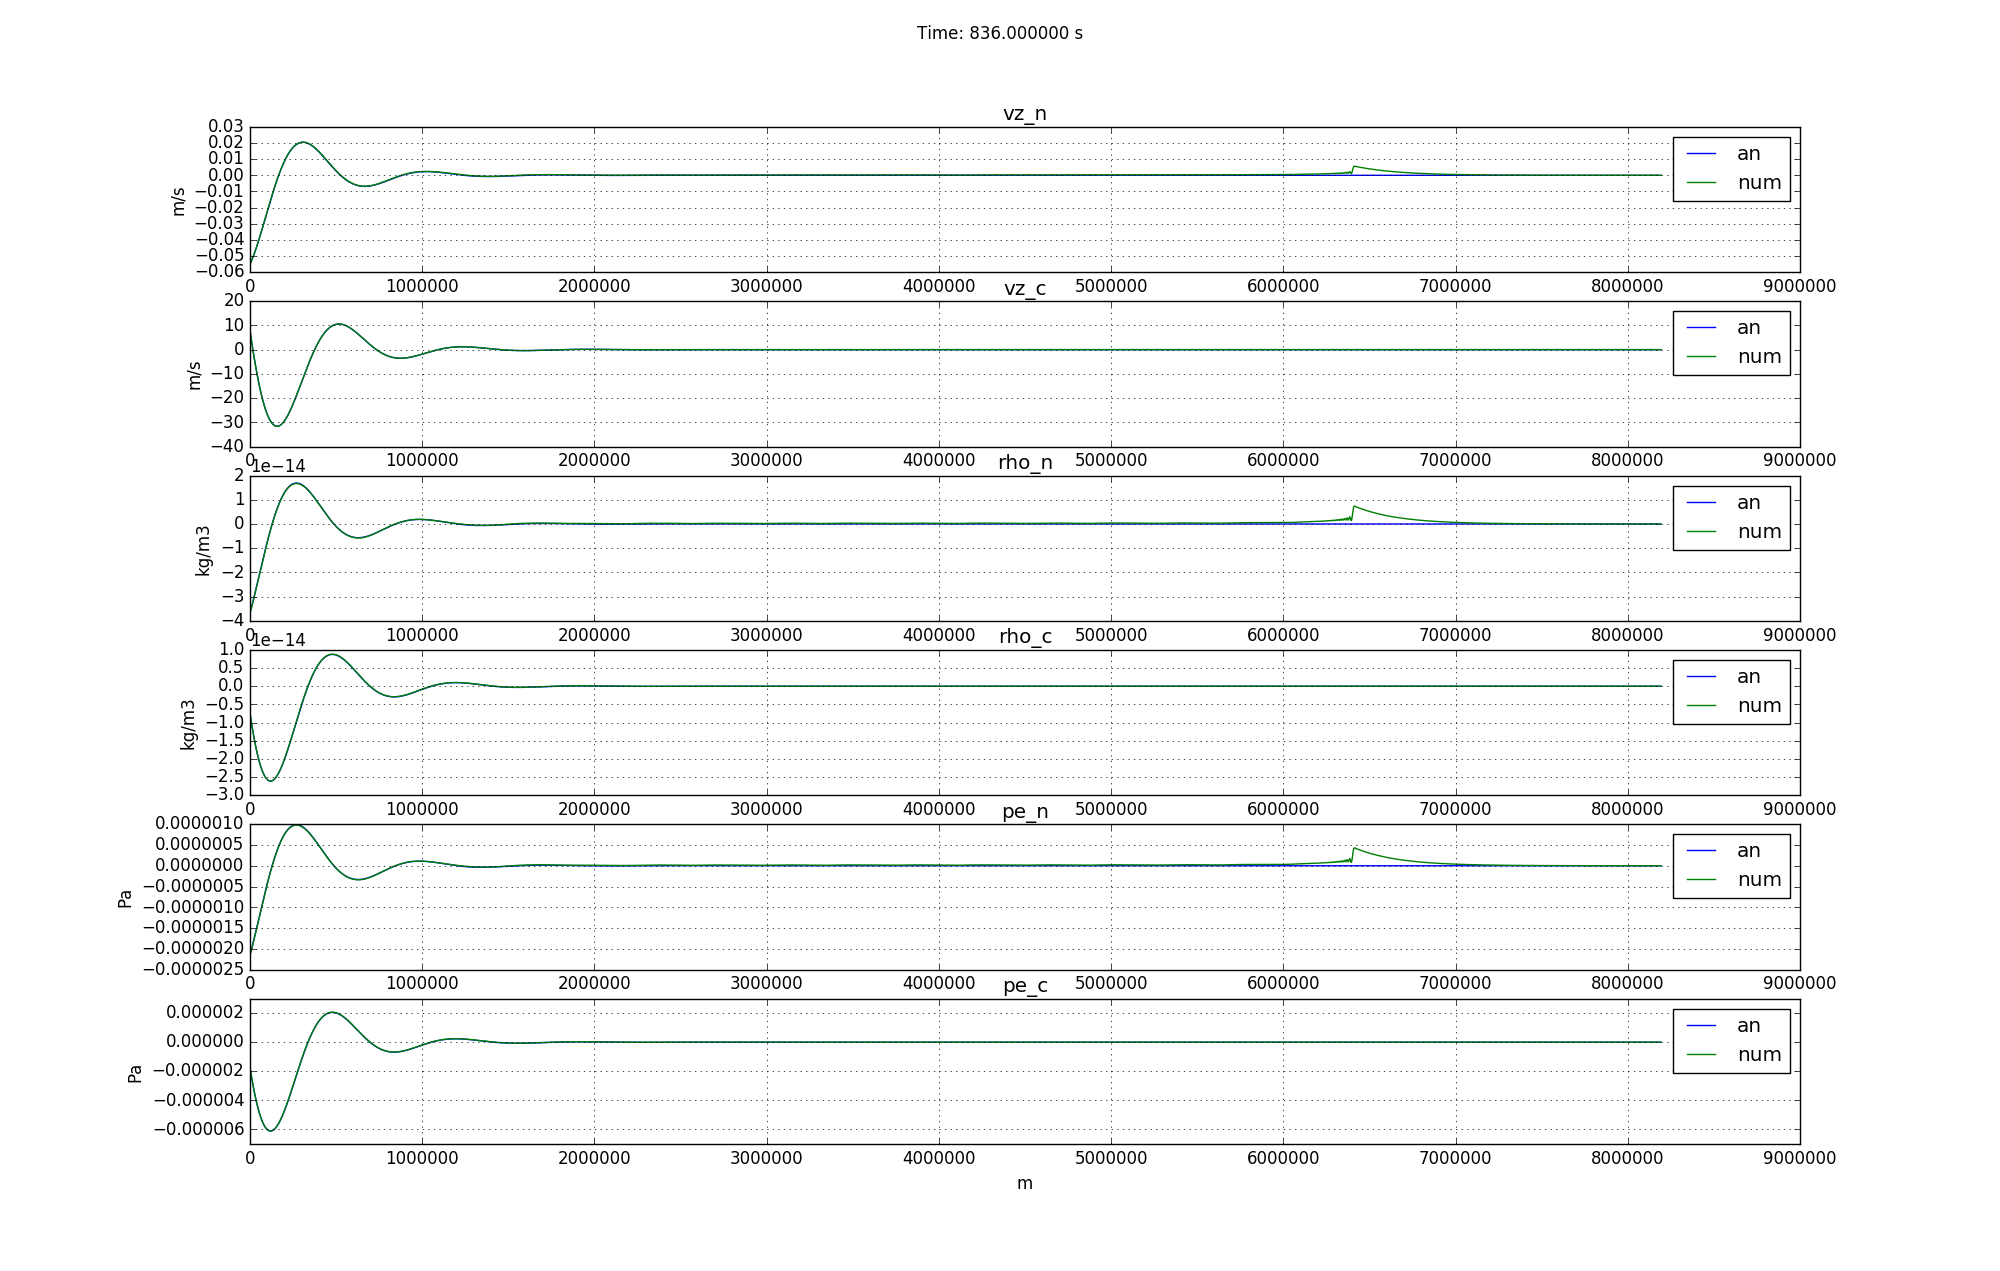 Time: 836.000000 s
vz_n
0.03
0.02
0.01
0.00
−0.01
−0.02
−0.03
−0.04
−0.05
−0.06
m/s
an
num
0 1000000 2000000 3000000 4000000 5000000 6000000 7000000 8000000 9000000
vz_c
20
10
0
−10
−20
−30
−40
m/s
an
num
0 1000000 2000000 3000000 4000000 5000000 6000000 7000000 8000000 9000000
1e−14
rho_n
2
1
0
−1
−2
−3
−4
kg/m3
an
num
0 1000000 2000000 3000000 4000000 5000000 6000000 7000000 8000000 9000000
1e−14
rho_c
1.0
0.5
0.0
−0.5
−1.0
−1.5
−2.0
−2.5
−3.0
kg/m3
an
num
0 1000000 2000000 3000000 4000000 5000000 6000000 7000000 8000000 9000000
pe_n
0.0000010
0.0000005
0.0000000
−0.0000005
−0.0000010
−0.0000015
−0.0000020
−0.0000025
Pa
an
num
0 1000000 2000000 3000000 4000000 5000000 6000000 7000000 8000000 9000000
pe_c
0.000002
0.000000
−0.000002
−0.000004
−0.000006
Pa
an
num
0 1000000 2000000 3000000 4000000 5000000 6000000 7000000 8000000 9000000
m